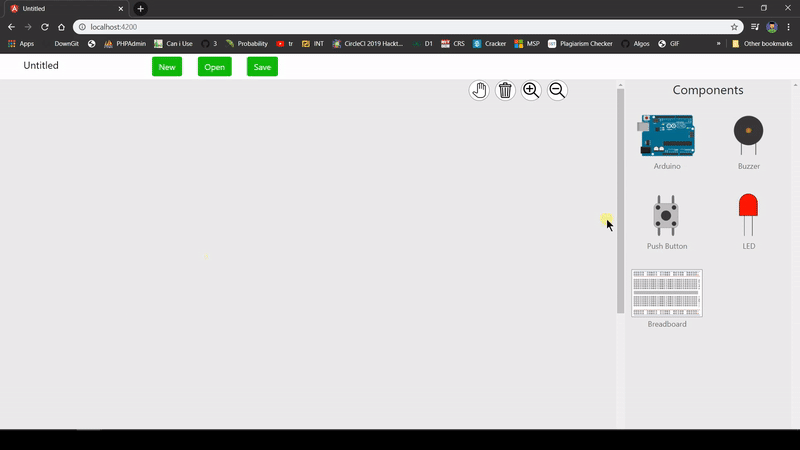 Untitled
localhost:4200
Apps DownGit PHPAdmin Can i Use 3 Probability tr INT CircleCI 2019 Hackt... D1 CRS Cracker MSP Plagiarism Checker Algos GIF » Other bookmarks
Untitled New Open Save
Components
Arduino Buzzer
Push Button LED
Breadboard